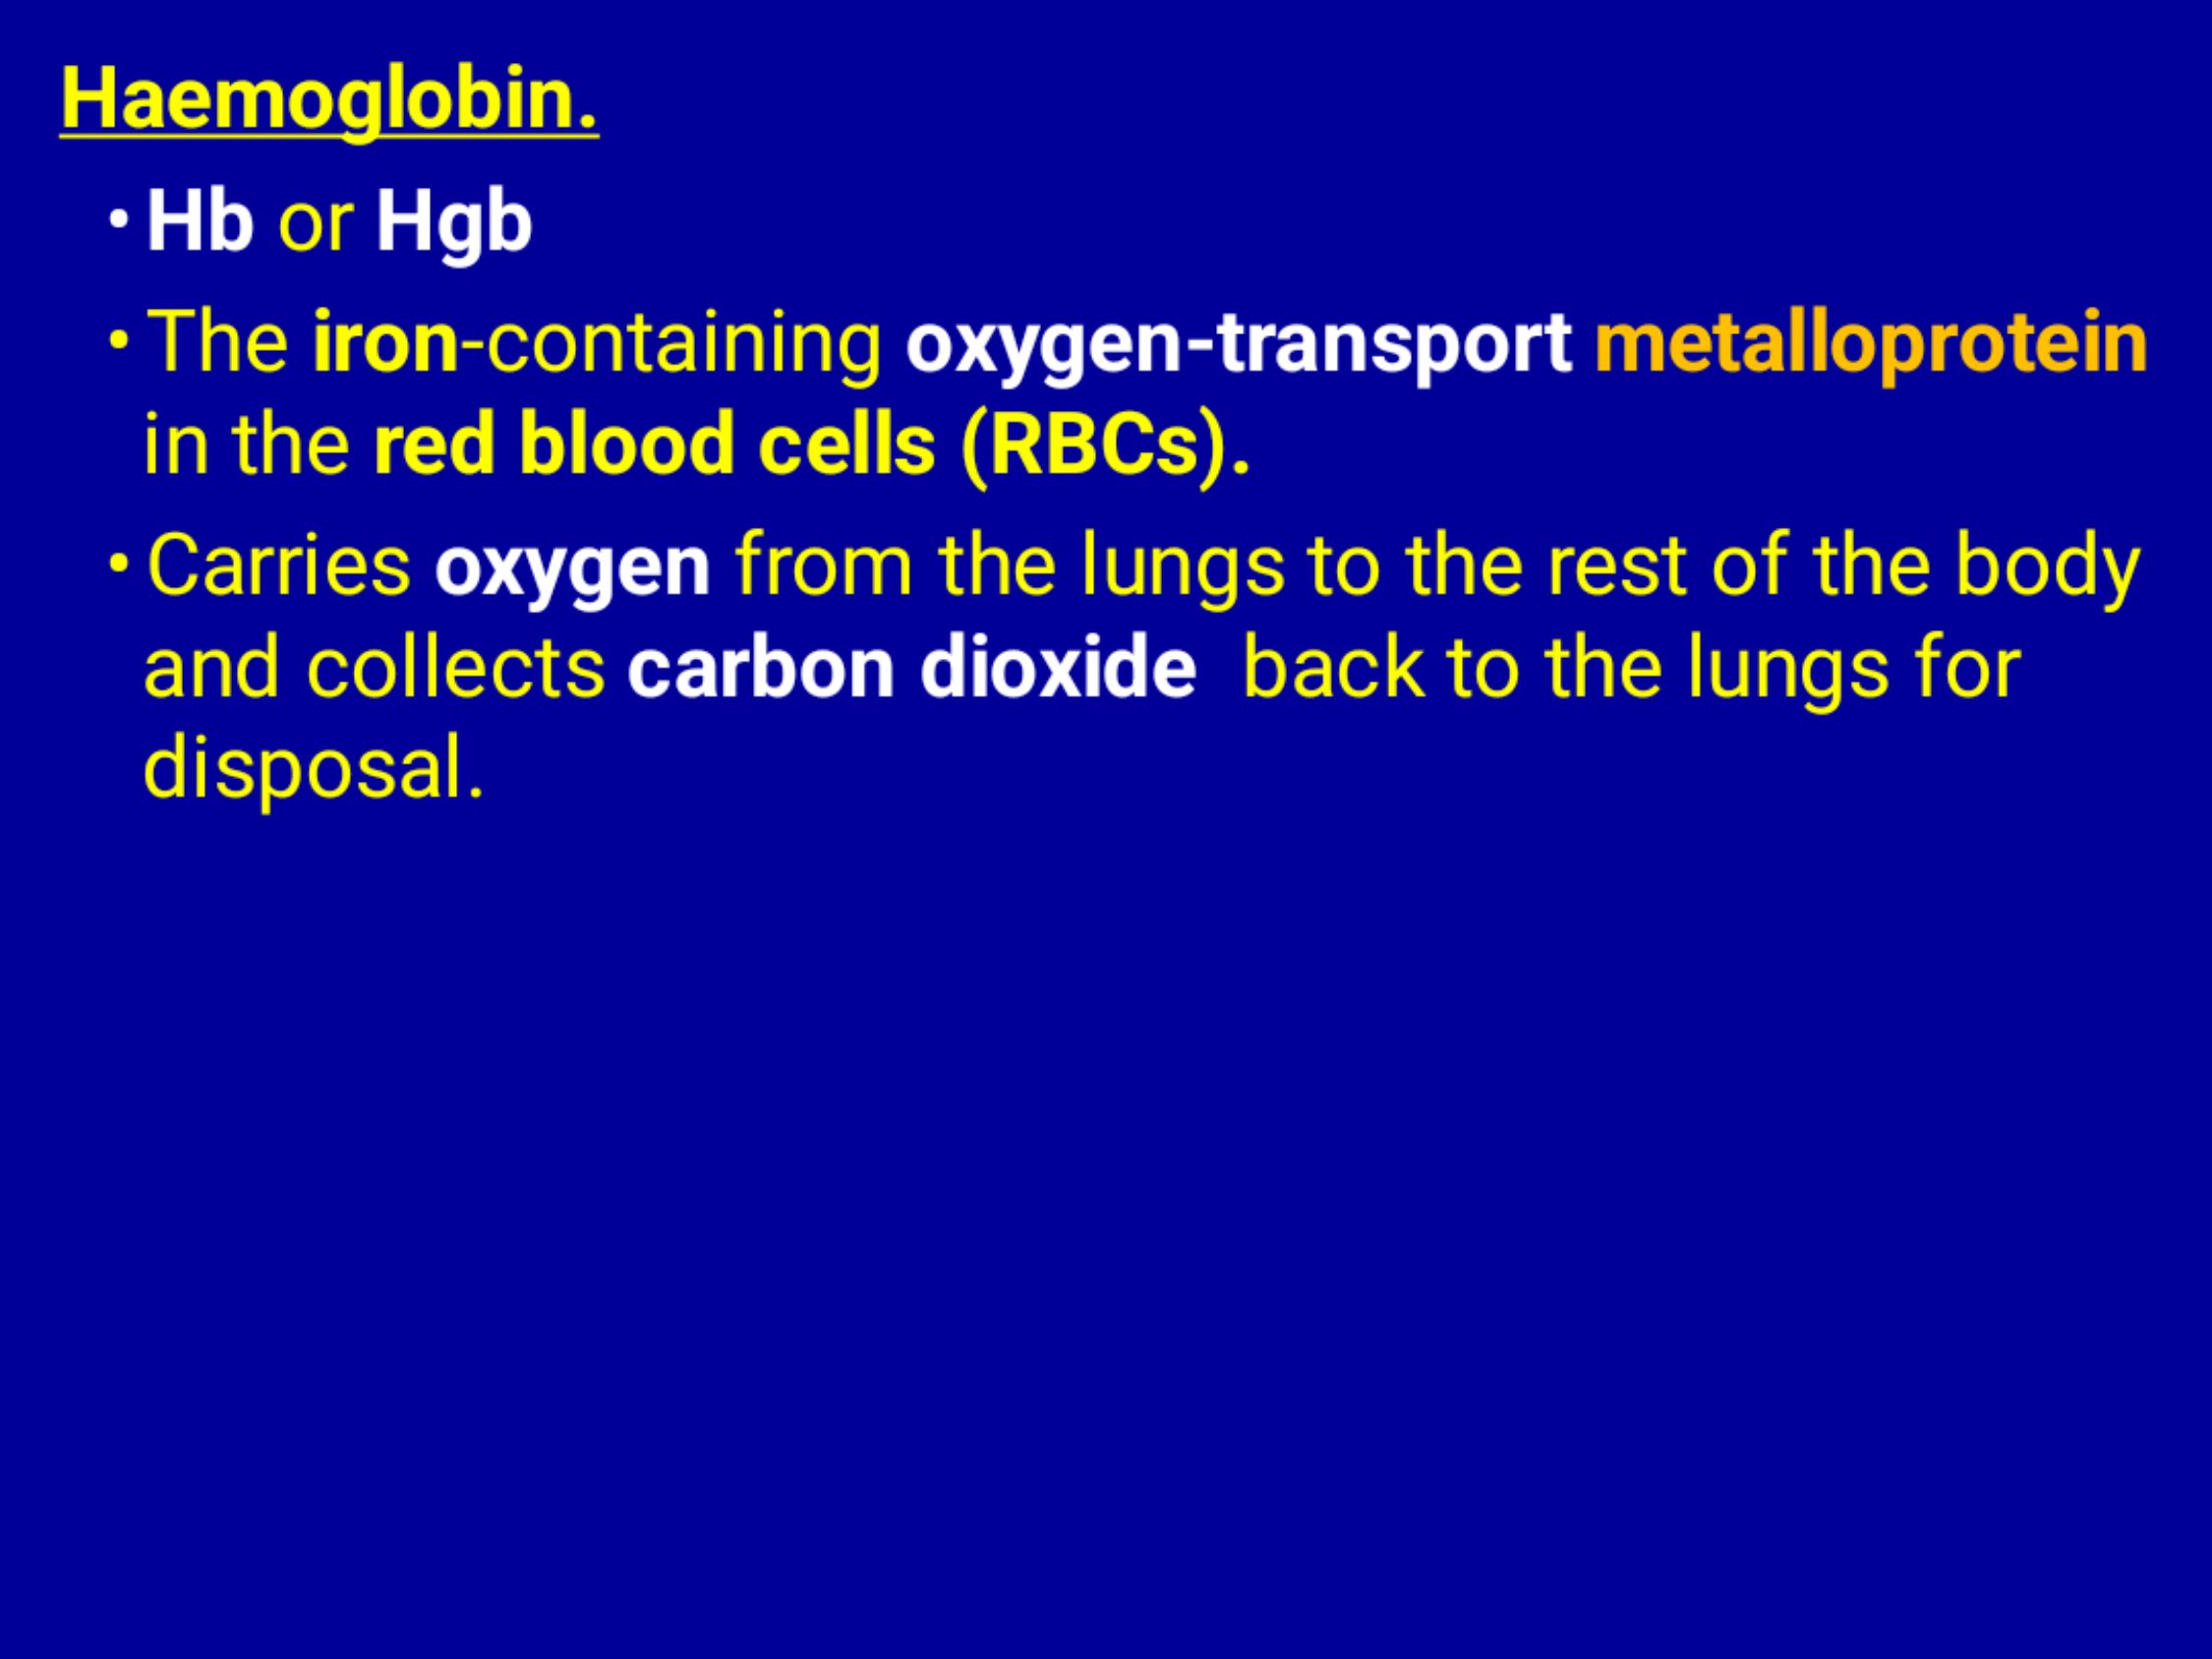 Haemoglobin.
• Hb or Hgb
• The iron-containing oxygen-transport metalloprotein
in the red blood cells (RBCs).
• Carries oxygen from the lungs to the rest of the body
and collects carbon dioxide  back to the lungs for
disposal.